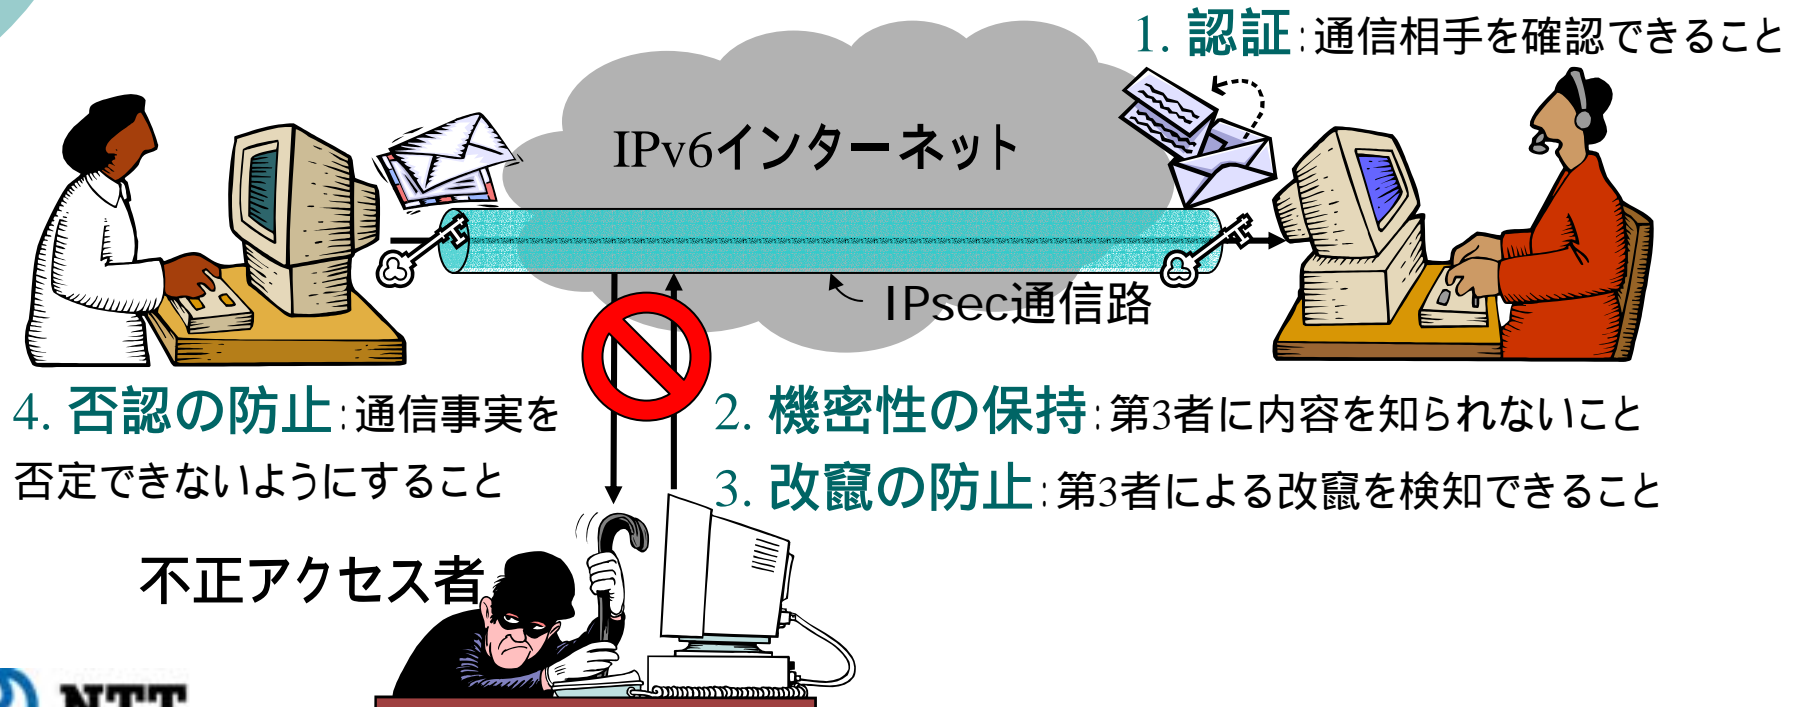 1. 認証:通信相手を確認できること
IPv6インターネット
IPsec通信路
4. 否認の防止:通信事実を
否定できないようにすること
2. 機密性の保持:第3者に内容を知られないこと
3. 改竄の防止:第3者による改竄を検知できること
不正アクセス者
NTT